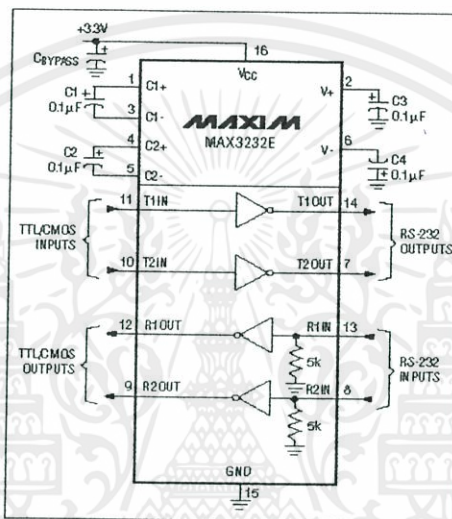 +3.3V
CBYPASS
16
VCC
1
C1+
C1
0.1µF
3
C1-
4
C2+
C2
0.1µF
5
C2-
MAXIM
MAX3232E
V+
2
C3
0.1µF
V-
6
C4
0.1µF
TTL/CMOS
INPUTS
11
T1IN
T1OUT
14
10
T2IN
T2OUT
7
RS-232
OUTPUTS
TTL/CMOS
OUTPUTS
12
R1OUT
R1IN
13
5k
9
R2OUT
R2IN
8
5k
RS-232
INPUTS
GND
15